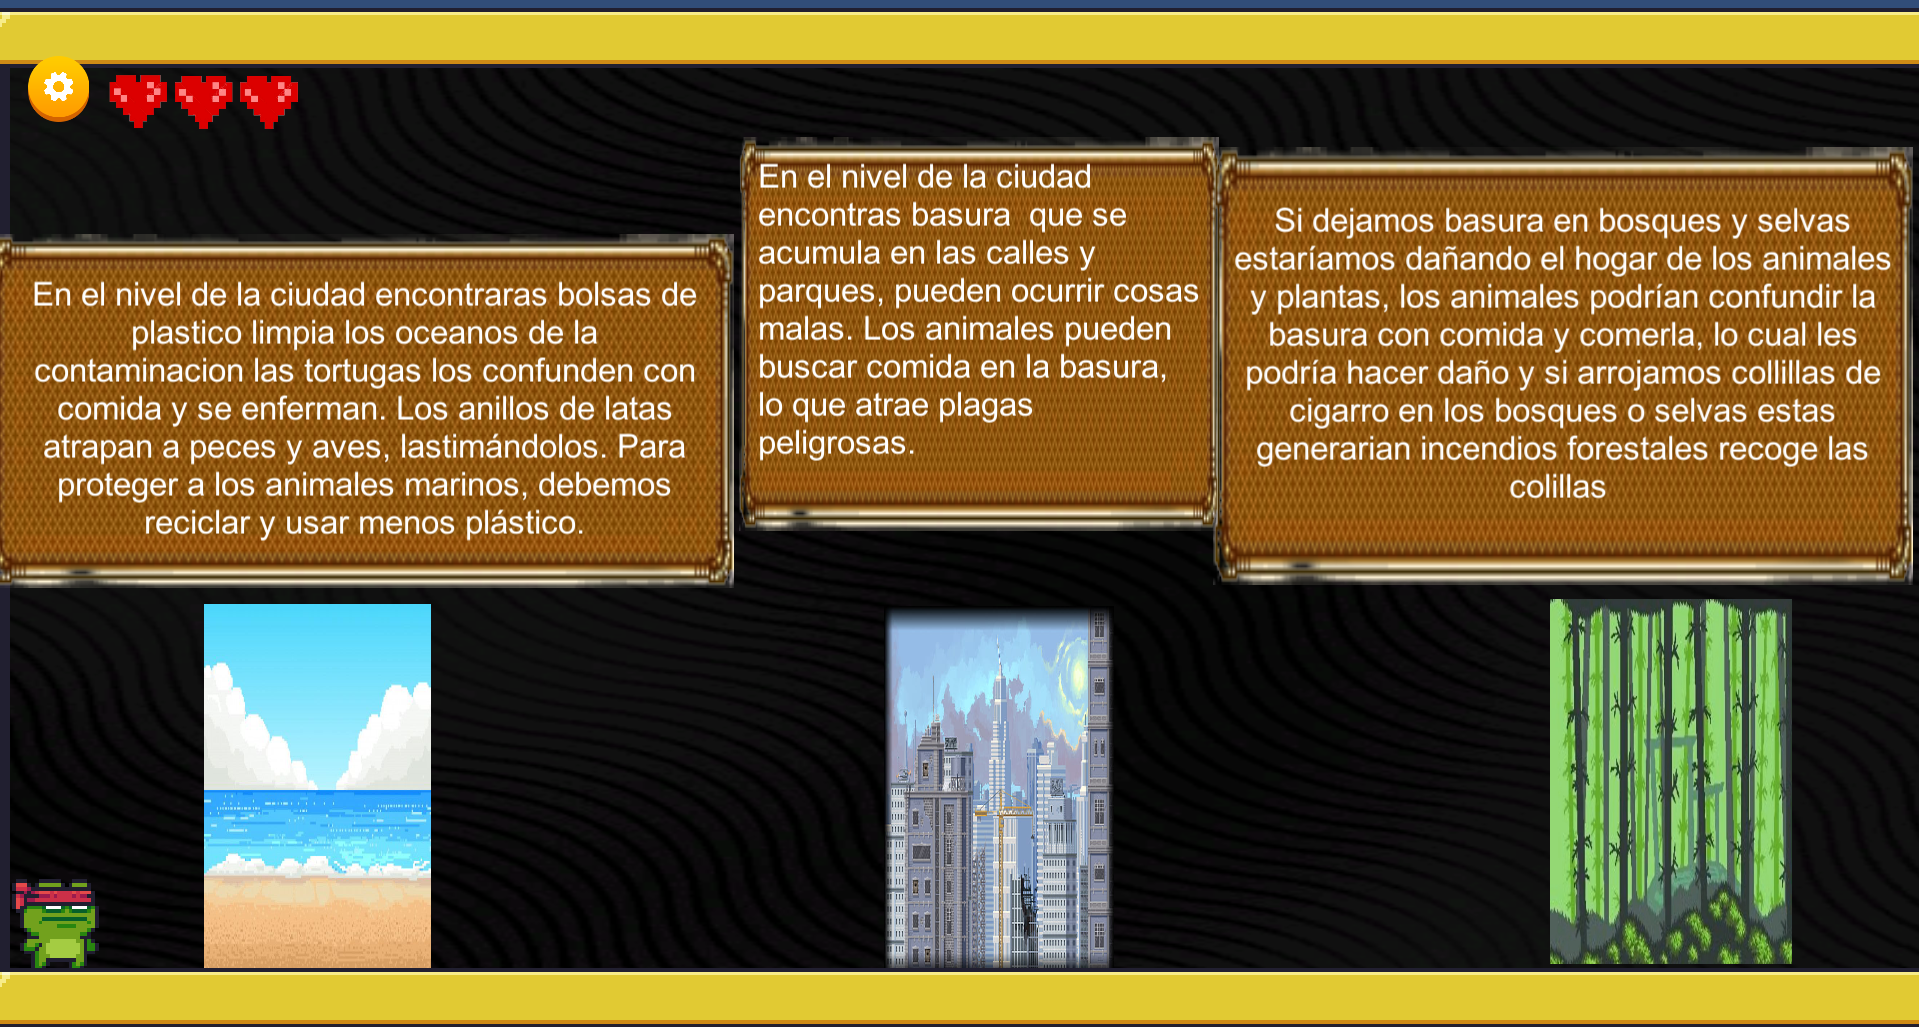 En el nivel de la ciudad encontraras bolsas de
plastico limpia los oceanos de la
contaminacion las tortugas los confunden con
comida y se enferman. Los anillos de latas
atrapan a peces y aves, lastimándolos. Para
proteger a los animales marinos, debemos
reciclar y usar menos plástico.
En el nivel de la ciudad
encontras basura  que se
acumula en las calles y
parques, pueden ocurrir cosas
malas. Los animales pueden
buscar comida en la basura,
lo que atrae plagas
peligrosas.
Si dejamos basura en bosques y selvas
estaríamos dañando el hogar de los animales
y plantas, los animales podrían confundir la
basura con comida y comerla, lo cual les
podría hacer daño y si arrojamos collillas de
cigarro en los bosques o selvas estas
generarian incendios forestales recoge las
colillas